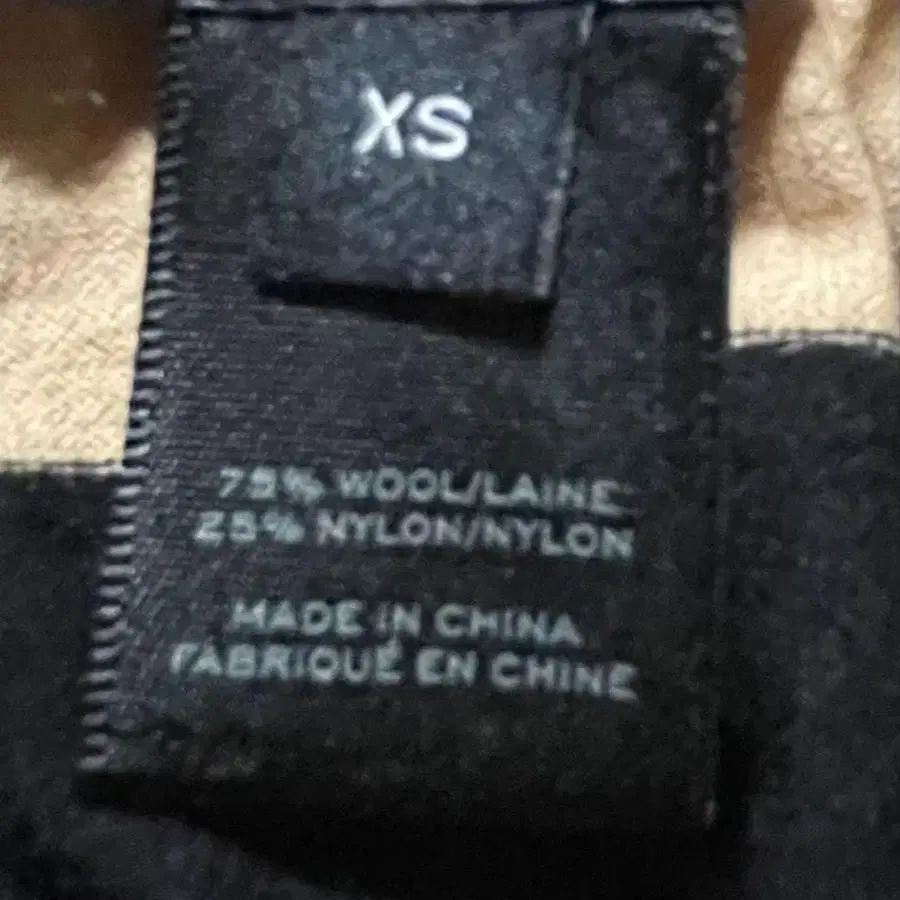 XS
75% WOOL/LAINE
25% NYLON/NYLON
MADE IN CHINA
FABRIQUÉ EN CHINE